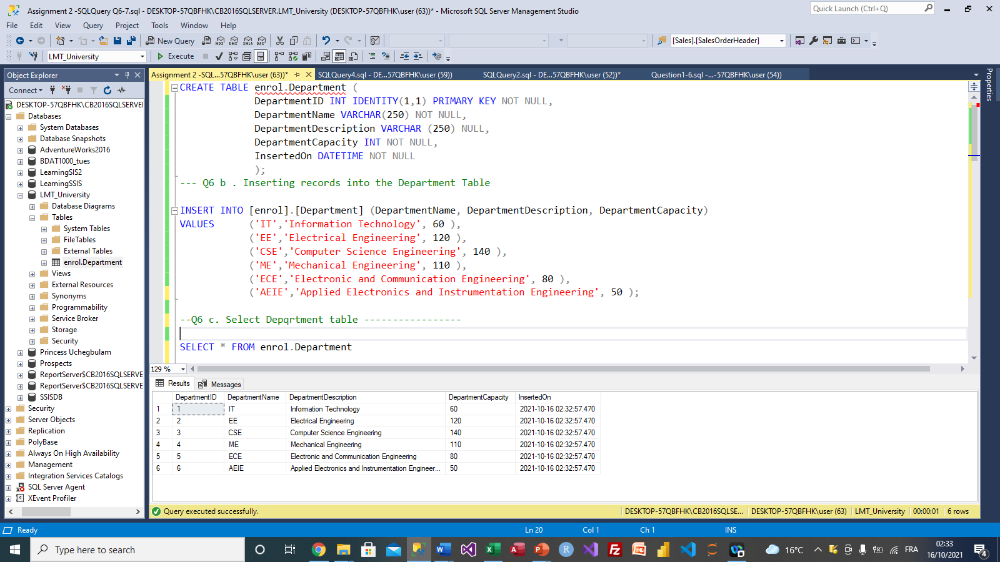 Assignment 2 -SQLQuery Q6-7.sql - DESKTOP-57QBFHK\CB2016SQLSERVER.LMT_University (DESKTOP-57QBFHK\user (63))* - Microsoft SQL Server Management Studio
Quick Launch (Ctrl+Q)
File Edit View Query Project Tools Window Help
New Query
MDX DMX XMLA DAX
[Sales].[SalesOrderHeader]
LMT_University
Execute
Object Explorer
Connect
DESKTOP-57QBFHK\CB2016SQLSERVER
Databases
System Databases
Database Snapshots
AdventureWorks2016
BDAT1000_tues
LearningSIS2
LearningSSIS
LMT_University
Database Diagrams
Tables
System Tables
FileTables
External Tables
enrol.Department
Views
External Resources
Synonyms
Programmability
Service Broker
Storage
Security
Princess Uchegbulam
Prospects
ReportServer$CB2016SQLSERVE
ReportServer$CB2016SQLSERVE
SSISDB
Security
Server Objects
Replication
PolyBase
Always On High Availability
Management
Integration Services Catalogs
SQL Server Agent
XEvent Profiler
Assignment 2 -SQL...57QBFHK\user (63))*
SQLQuery4.sql - DE...57QBFHK\user (59))
SQLQuery2.sql - DE...57QBFHK\user (52))*
Question1-6.sql -...-57QBFHK\user (54))
Properties
CREATE TABLE enrol.Department (
DepartmentID INT IDENTITY(1,1) PRIMARY KEY NOT NULL,
DepartmentName VARCHAR(250) NOT NULL,
DepartmentDescription VARCHAR (250) NULL,
DepartmentCapacity INT NOT NULL,
InsertedOn DATETIME NOT NULL
);
--- Q6 b . Inserting records into the Department Table
INSERT INTO [enrol].[Department] (DepartmentName, DepartmentDescription, DepartmentCapacity)
VALUES ('IT','Information Technology', 60 ),
('EE','Electrical Engineering', 120 ),
('CSE','Computer Science Engineering', 140 ),
('ME','Mechanical Engineering', 110 ),
('ECE','Electronic and Communication Engineering', 80 ),
('AEIE','Applied Electronics and Instrumentation Engineering', 50 );
--Q6 c. Select Depqrtment table -----------------
SELECT * FROM enrol.Department
129 %
Results Messages
DepartmentID DepartmentName DepartmentDescription DepartmentCapacity InsertedOn
1 1 IT Information Technology 60 2021-10-16 02:32:57.470
2 2 EE Electrical Engineering 120 2021-10-16 02:32:57.470
3 3 CSE Computer Science Engineering 140 2021-10-16 02:32:57.470
4 4 ME Mechanical Engineering 110 2021-10-16 02:32:57.470
5 5 ECE Electronic and Communication Engineering 80 2021-10-16 02:32:57.470
6 6 AEIE Applied Electronics and Instrumentation Engineer... 50 2021-10-16 02:32:57.470
Query executed successfully.
DESKTOP-57QBFHK\CB2016SQLSE... DESKTOP-57QBFHK\user (63) LMT_University 00:00:01 6 rows
Ready Ln 20 Col 1 Ch 1 INS
Type here to search
16°C FRA
02:33
16/10/2021
4